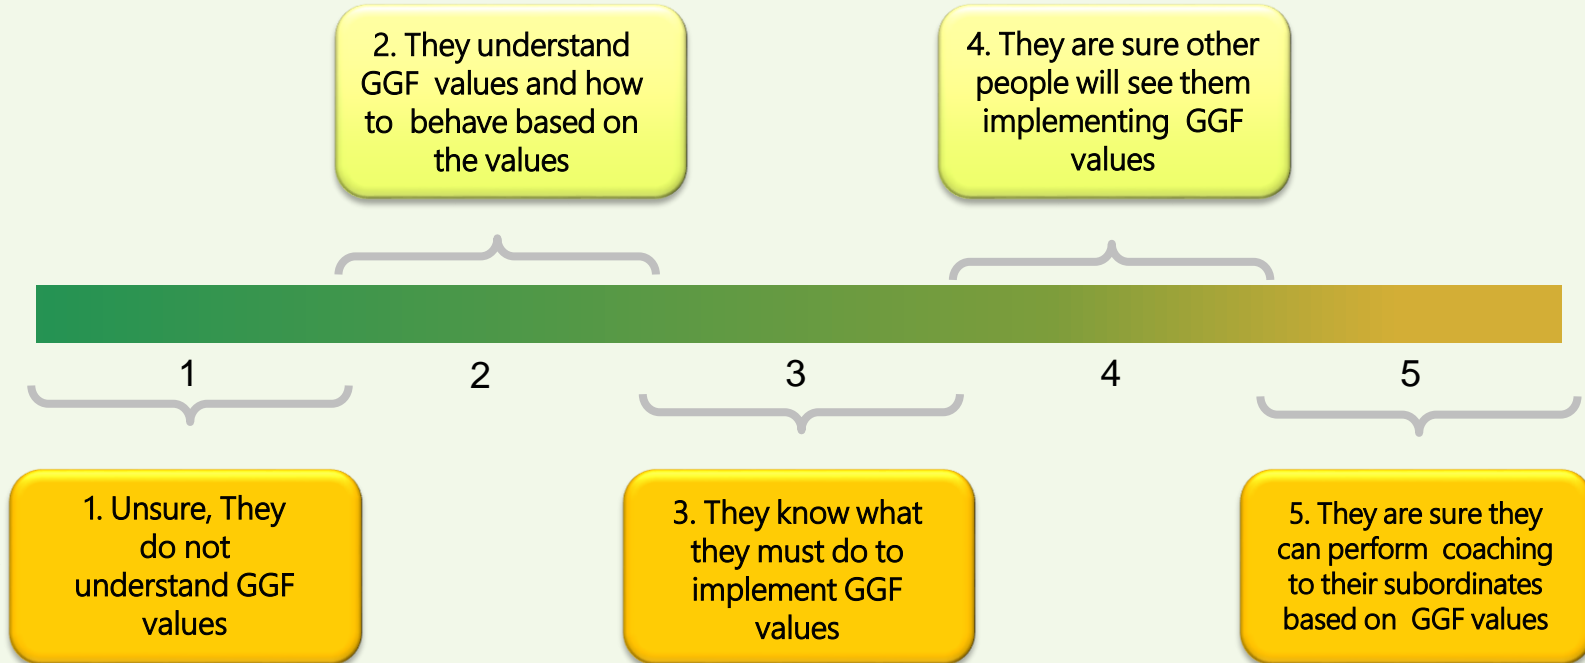 2. They understand
GGF values and how
to behave based on
the values
4. They are sure other
people will see them
implementing GGF
values
1
2
3
4
5
1. Unsure, They
do not
understand GGF
values
3. They know what
they must do to
implement GGF
values
5. They are sure they
can perform coaching
to their subordinates
based on GGF values